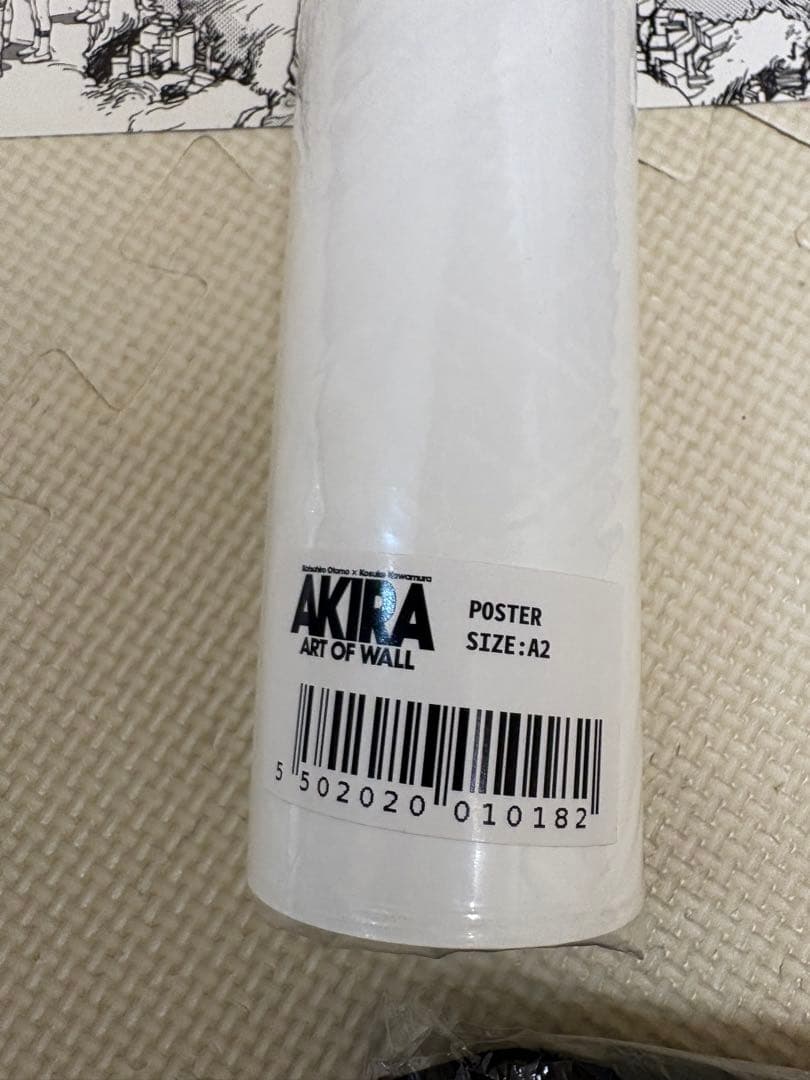 Katsuhiro Otomo × Kosuke Kawamura
AKIRA
ART OF WALL
POSTER
SIZE:A2
5 502020 010182